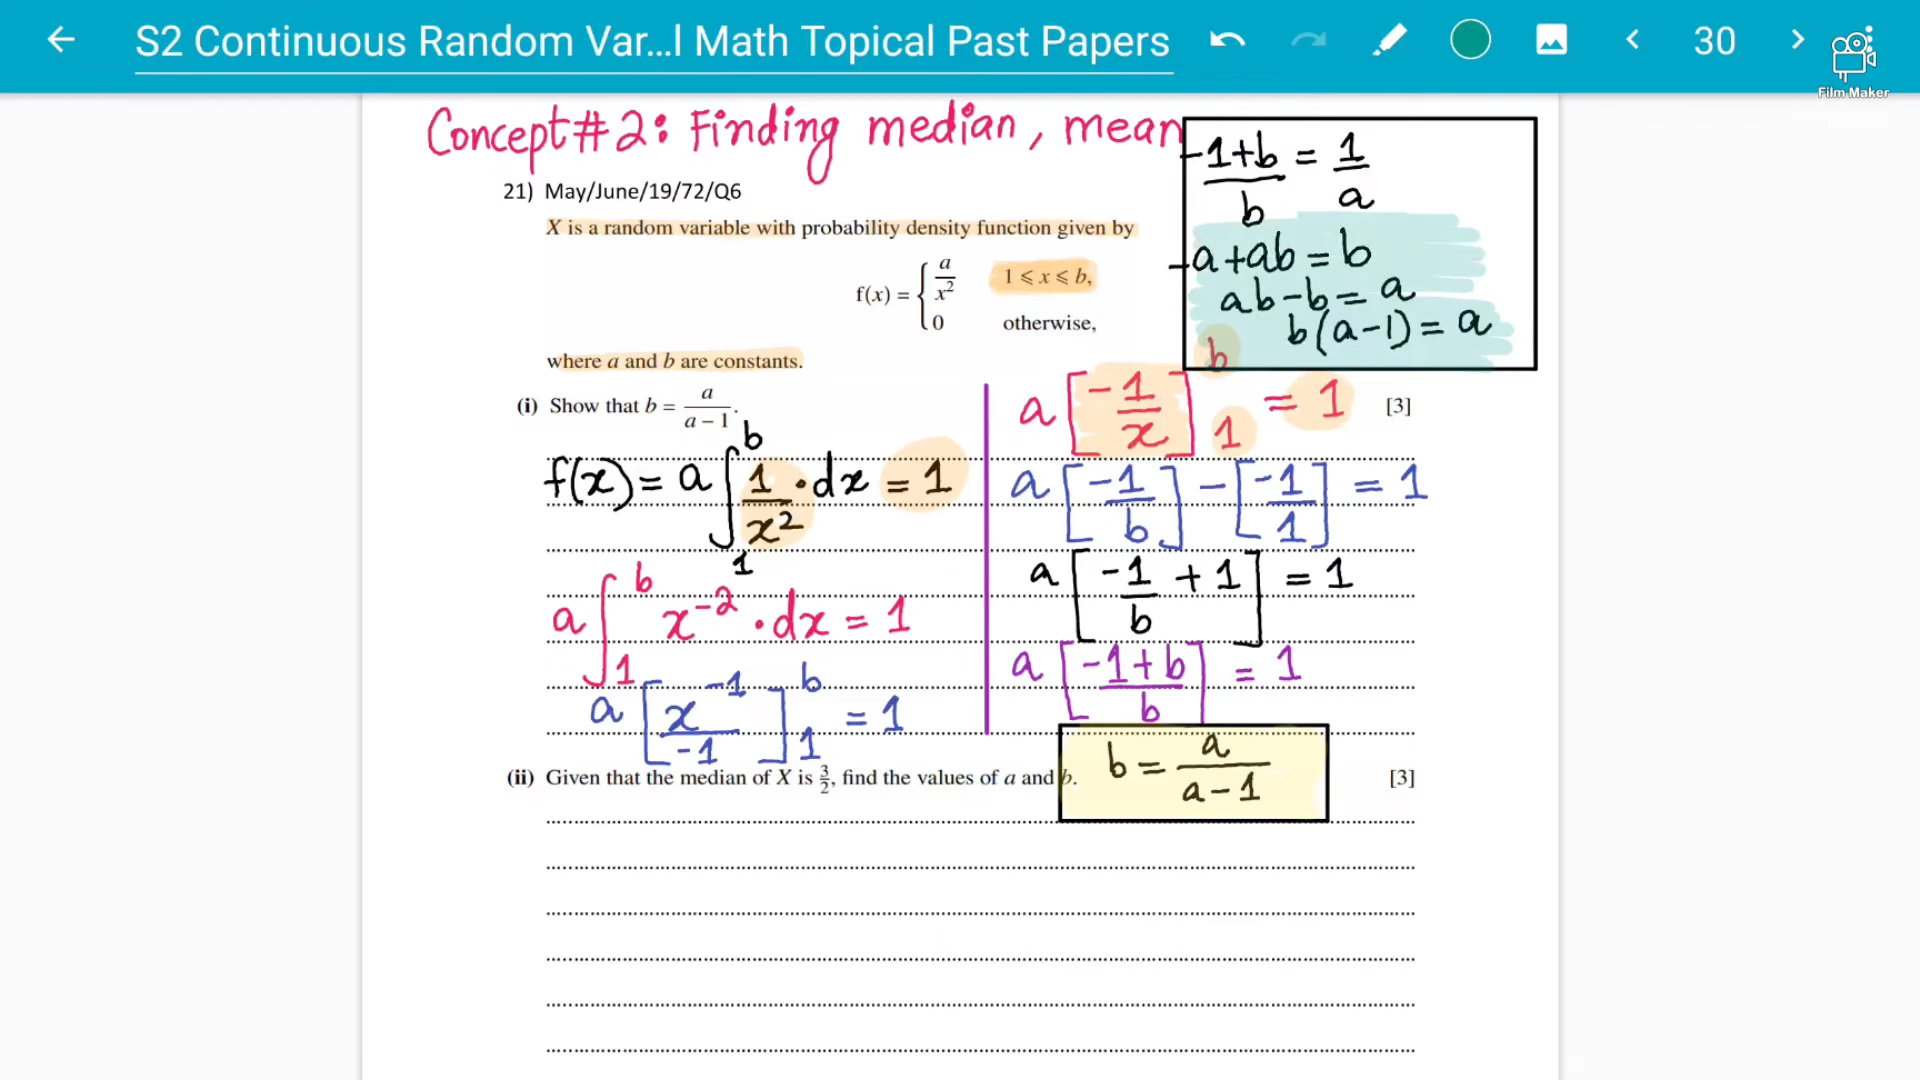 S2 Continuous Random Var...l Math Topical Past Papers
30
Film Maker
Concept#2: Finding median, mean
21) May/June/19/72/Q6
X is a random variable with probability density function given by
f(x) = { a/x² 1 ⩽ x ⩽ b,
0 otherwise,
where a and b are constants.
(i) Show that b = a/(a − 1). [3]
f(x) = a ∫₁ᵇ 1/x² · dx = 1
a ∫₁ᵇ x⁻² · dx = 1
a [x⁻¹/-1]₁ᵇ = 1
a [-1/x]₁ᵇ = 1
a [-1/b] - [-1/1] = 1
a [-1/b + 1] = 1
a [-1+b/b] = 1
-1+b/b = 1/a
-a+ab = b
ab-b = a
b(a-1) = a
b = a/a-1
(ii) Given that the median of X is 3/2, find the values of a and b. [3]